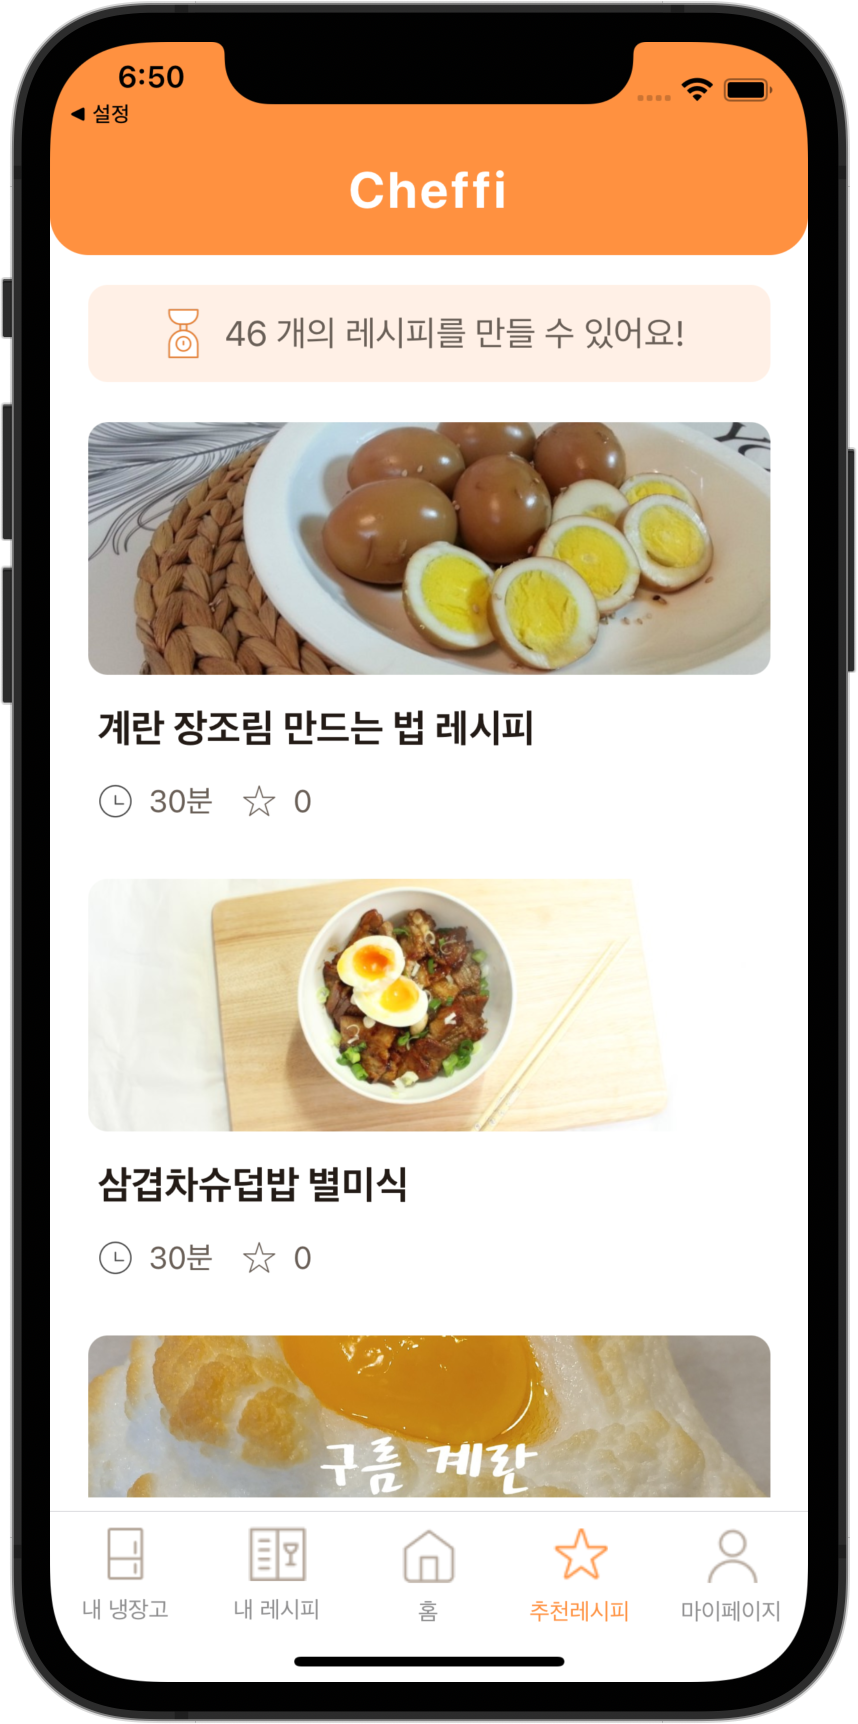 6:50
◀ 설정
Cheffi
46 개의 레시피를 만들 수 있어요!
계란 장조림 만드는 법 레시피
30분 0
삼겹차슈덥밥 별미식
30분 0
구름 계란
내 냉장고 내 레시피 홈 추천레시피 마이페이지